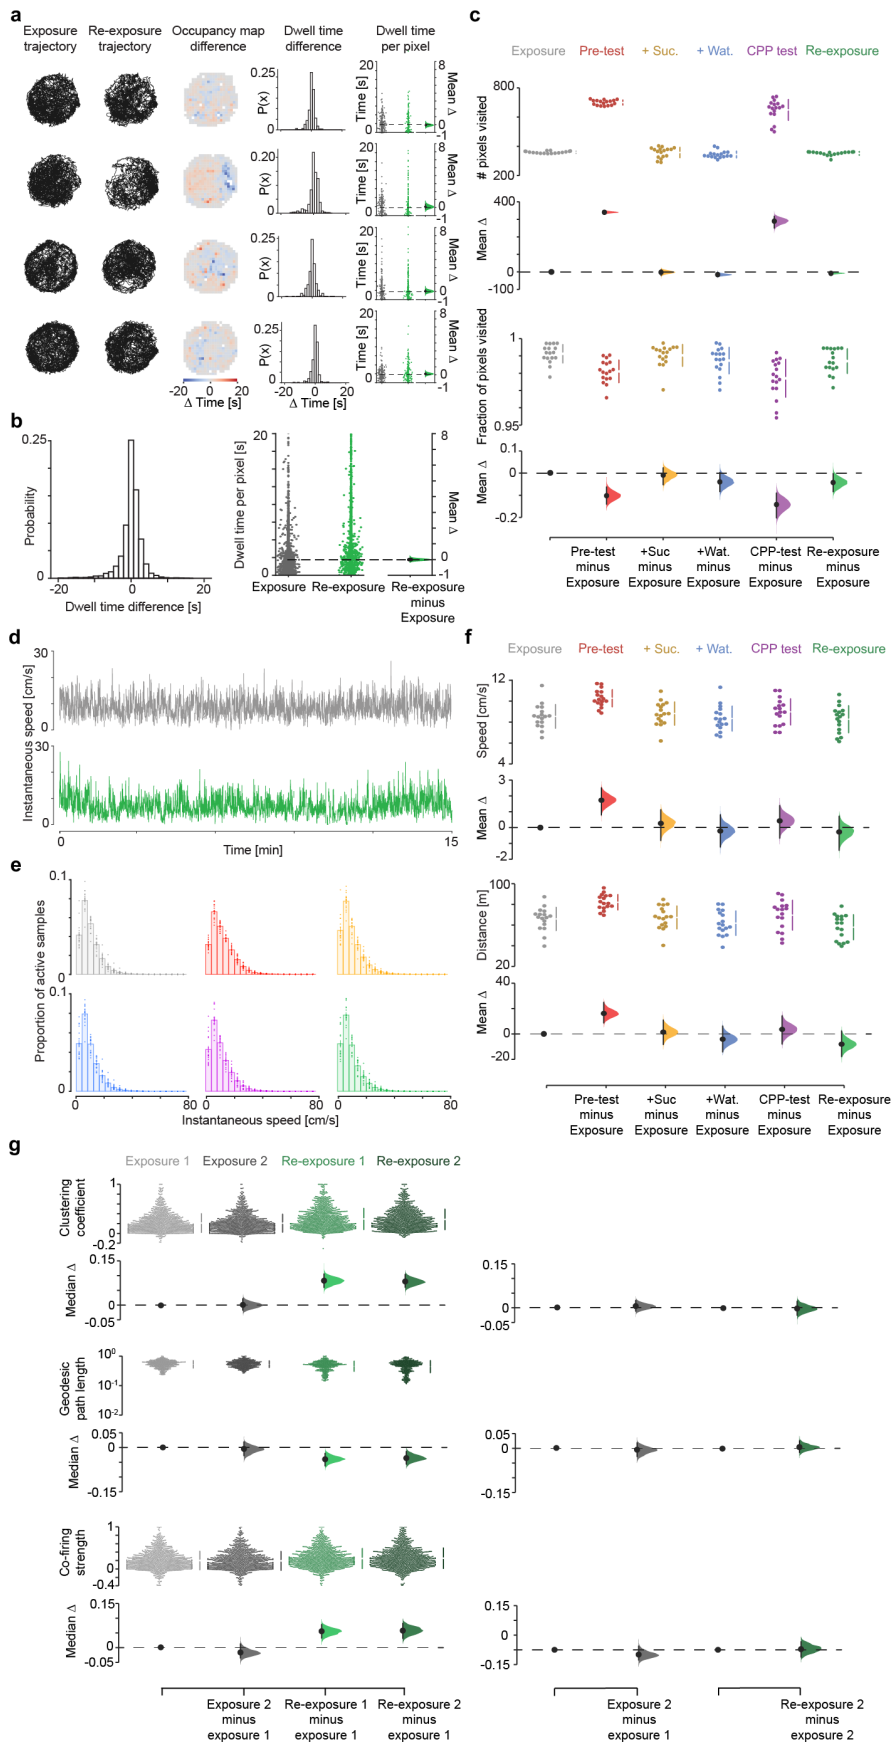 a
Exposure trajectory
Re-exposure trajectory
Occupancy map difference
Dwell time difference
Dwell time per pixel
0.25
P(x)
0
20
Time [s]
0
8
Mean Δ
0
-1
0.20
P(x)
0
20
Time [s]
0
8
Mean Δ
0
-1
0.25
P(x)
0
20
Time [s]
0
8
Mean Δ
0
-1
0.25
P(x)
0
20
Time [s]
0
8
Mean Δ
0
-1
-20 0 20
Δ Time [s]
-20 0 20
Δ Time [s]
b
0.25
Probability
0
-20 0 20
Dwell time difference [s]
20
Dwell time per pixel [s]
0
8
Mean Δ
0
-1
Exposure
Re-exposure
Re-exposure minus Exposure
c
Exposure Pre-test + Suc. + Wat. CPP test Re-exposure
800
# pixels visited
200
400
Mean Δ
0
-100
1
Fraction of pixels visited
0.95
0.1
Mean Δ
0
-0.2
Pre-test minus Exposure
+Suc minus Exposure
+Wat. minus Exposure
CPP-test minus Exposure
Re-exposure minus Exposure
d
30
0
30
0
Instantaneous speed [cm/s]
0 15
Time [min]
e
0.1
0
0.1
0
Proportion of active samples
0 80
0 80
0 80
Instantaneous speed [cm/s]
f
Exposure Pre-test + Suc. + Wat. CPP test Re-exposure
12
Speed [cm/s]
4
3
Mean Δ
0
-2
100
Distance [m]
20
40
Mean Δ
0
-20
Pre-test minus Exposure
+Suc minus Exposure
+Wat. minus Exposure
CPP-test minus Exposure
Re-exposure minus Exposure
g
Exposure 1 Exposure 2 Re-exposure 1 Re-exposure 2
1
Clustering coefficient
0
-0.2
0.15
Median Δ
0
-0.05
0.15
0
-0.05
10⁰
Geodesic path length
10⁻¹
10⁻²
0.05
Median Δ
0
-0.15
0.05
0
-0.15
1
Co-firing strength
0
-0.4
0.15
Median Δ
0
-0.05
0.15
0
-0.15
Exposure 2 minus exposure 1
Re-exposure 1 minus exposure 1
Re-exposure 2 minus exposure 1
Exposure 2 minus exposure 1
Re-exposure 2 minus exposure 2